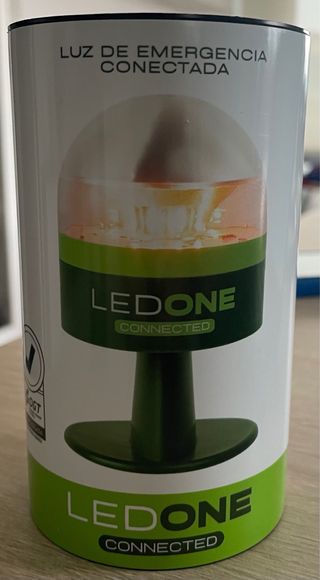 LUZ DE EMERGENCIA
CONECTADA
LEDONE
CONNECTED
LEDONE
CONNECTED